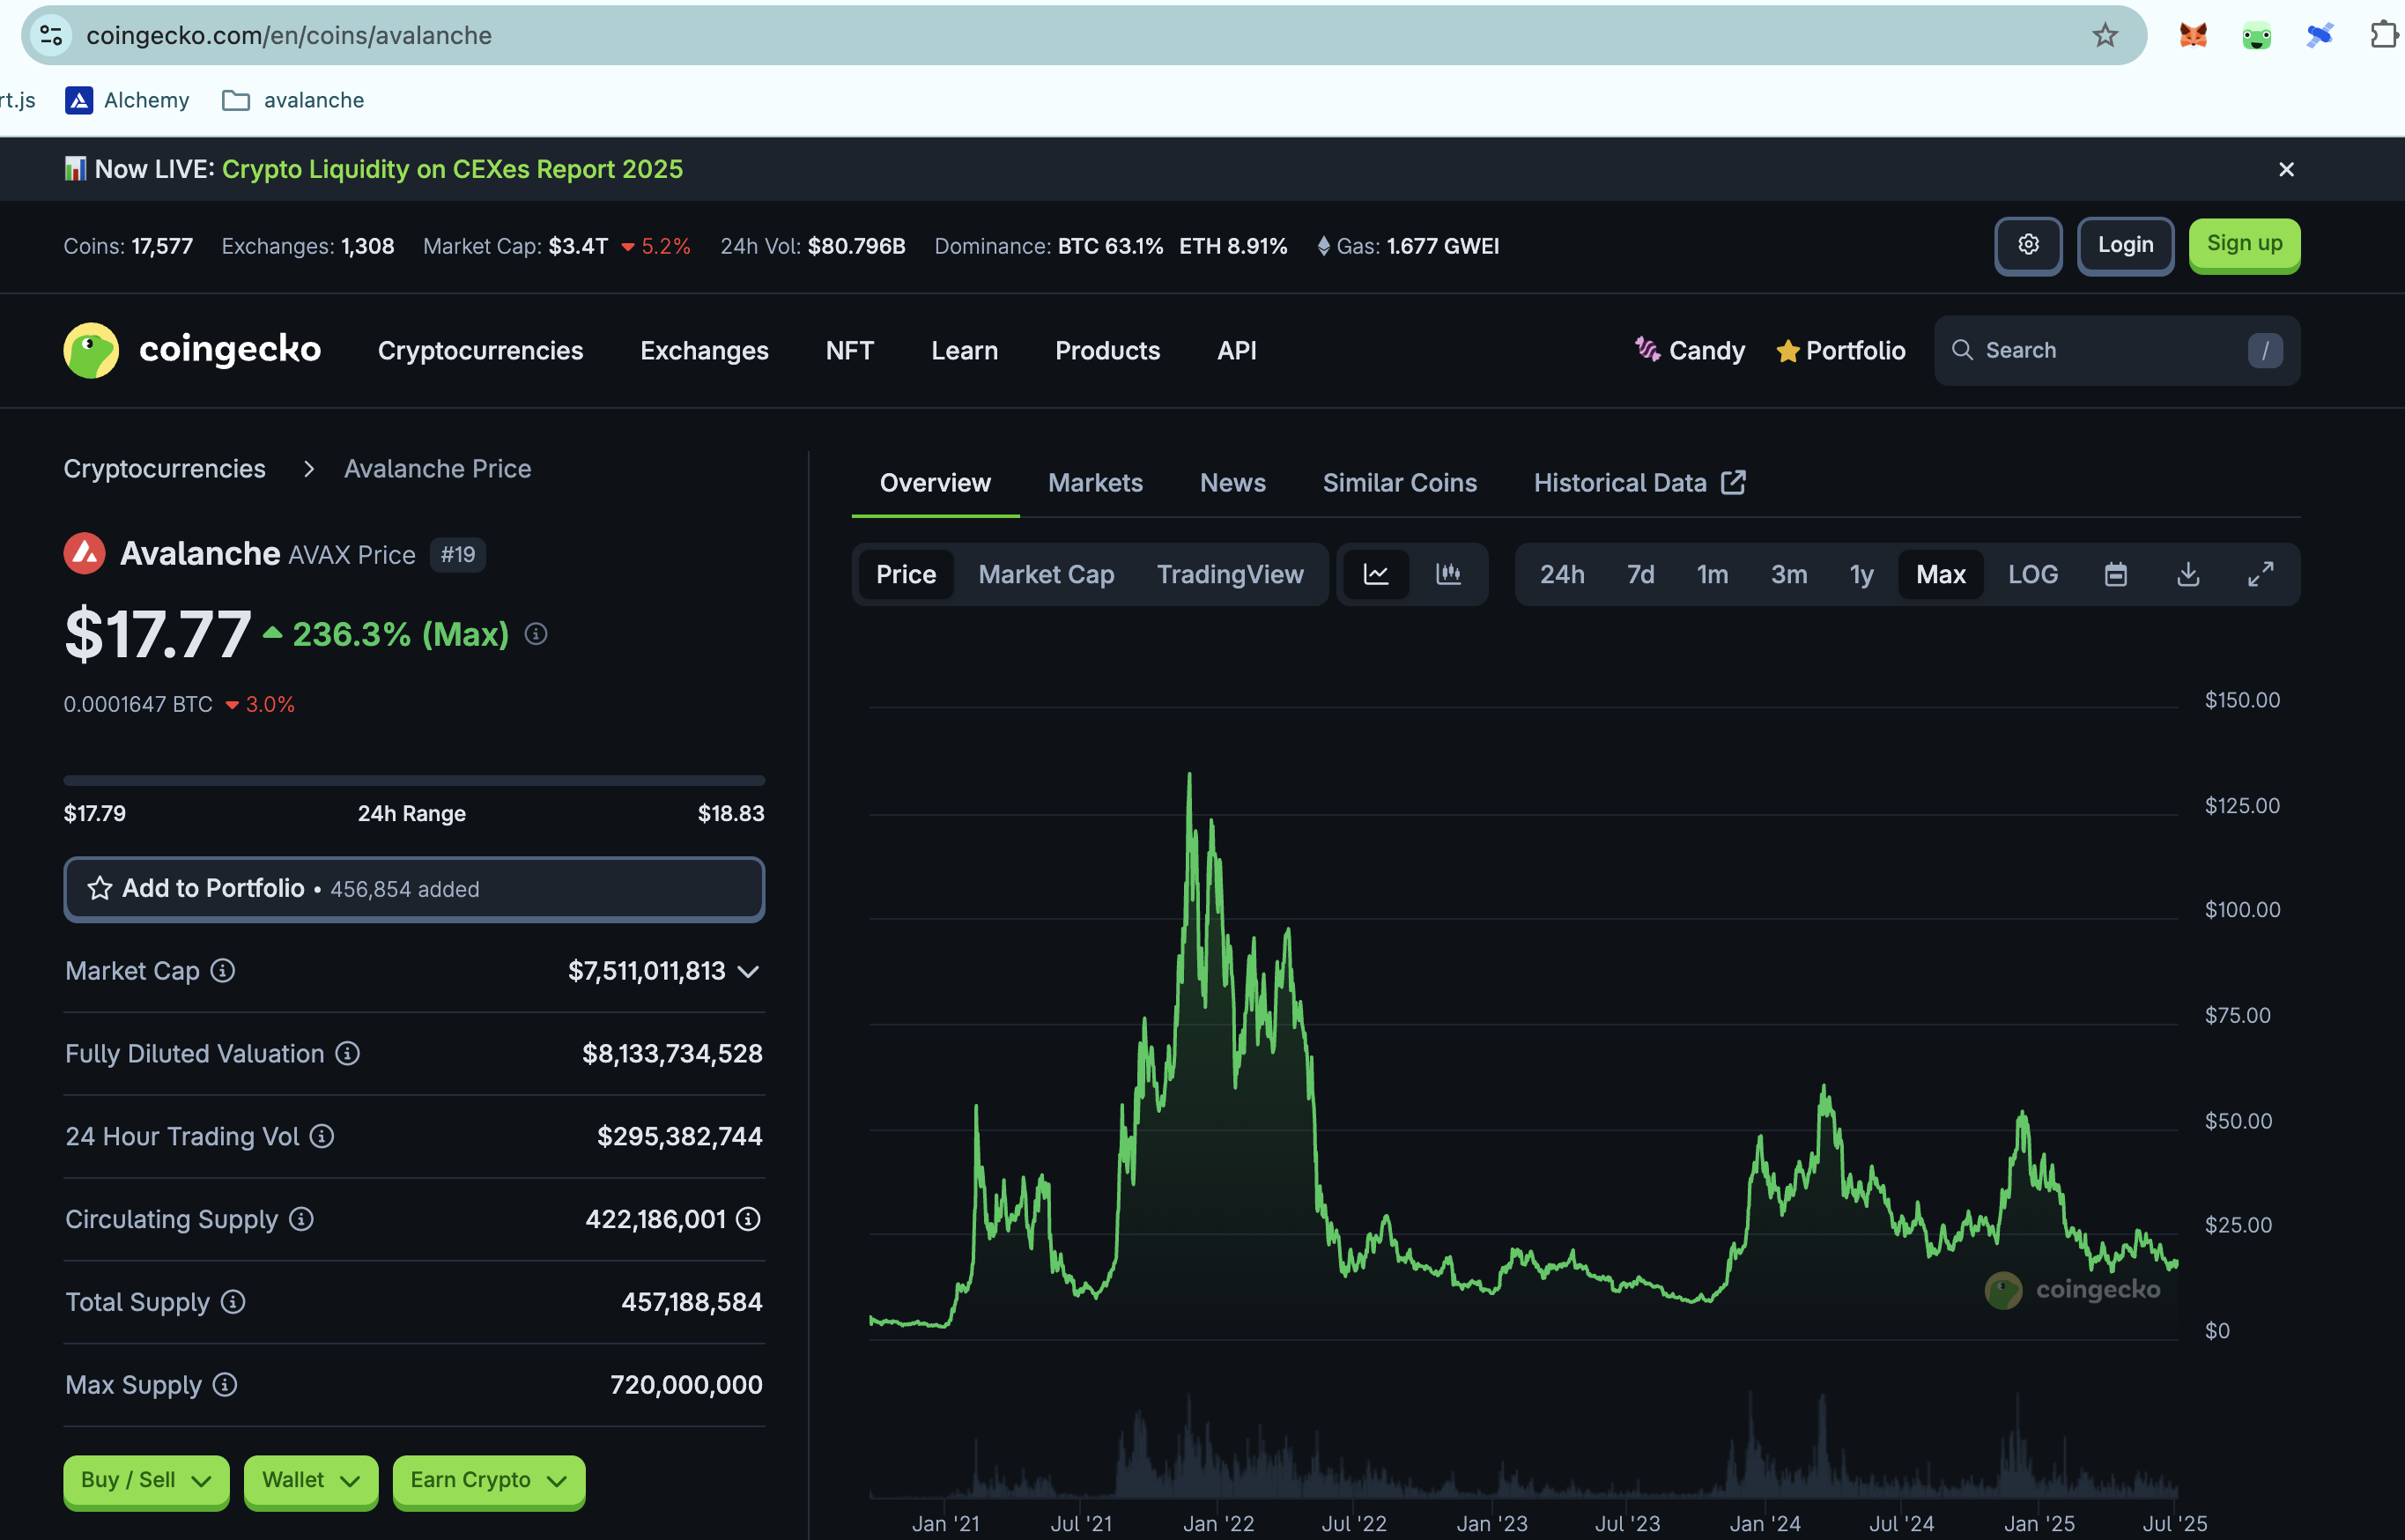 coingecko.com/en/coins/avalanche
rt.js Alchemy avalanche
Now LIVE: Crypto Liquidity on CEXes Report 2025
Coins: 17,577 Exchanges: 1,308 Market Cap: $3.4T 5.2% 24h Vol: $80.796B Dominance: BTC 63.1% ETH 8.91% Gas: 1.677 GWEI
Login
Sign up
coingecko
Cryptocurrencies Exchanges NFT Learn Products API
Candy Portfolio Search /
Cryptocurrencies > Avalanche Price
Avalanche AVAX Price #19
$17.77 236.3% (Max)
0.0001647 BTC 3.0%
$17.79 24h Range $18.83
Add to Portfolio • 456,854 added
Market Cap $7,511,011,813
Fully Diluted Valuation $8,133,734,528
24 Hour Trading Vol $295,382,744
Circulating Supply 422,186,001
Total Supply 457,188,584
Max Supply 720,000,000
Buy / Sell Wallet Earn Crypto
Overview Markets News Similar Coins Historical Data
Price Market Cap TradingView 24h 7d 1m 3m 1y Max LOG
$150.00
$125.00
$100.00
$75.00
$50.00
$25.00
coingecko
$0
Jan '21 Jul '21 Jan '22 Jul '22 Jan '23 Jul '23 Jan '24 Jul '24 Jan '25 Jul '25